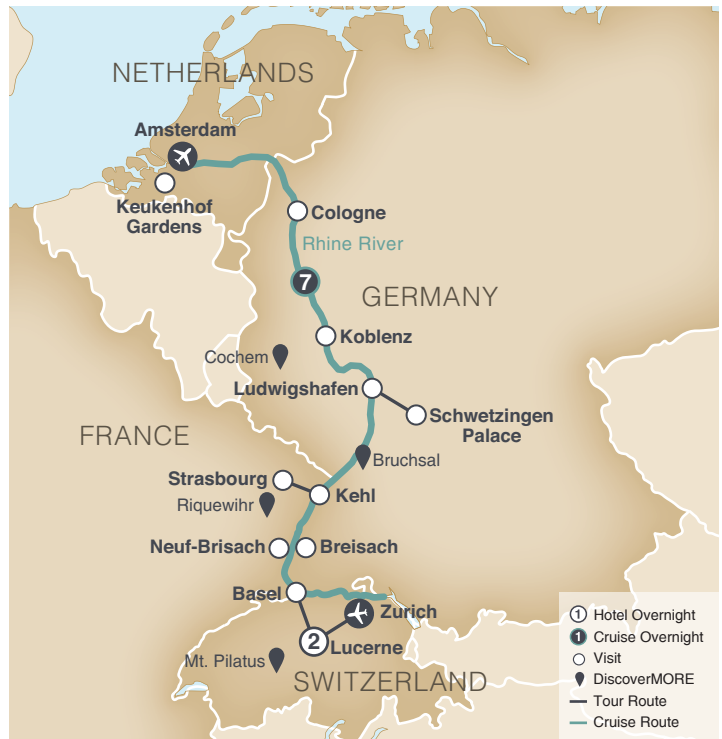 NETHERLANDS
Amsterdam
Keukenhof
Gardens
Cologne
Rhine River
7
GERMANY
Koblenz
Cochem
Ludwigshafen
Schwetzingen
Palace
FRANCE
Bruchsal
Strasbourg
Kehl
Riquewihr
Neuf-Brisach
Breisach
Basel
Zurich
2
Lucerne
Mt. Pilatus
SWITZERLAND
1 Hotel Overnight
1 Cruise Overnight
Visit
DiscoverMORE
Tour Route
Cruise Route